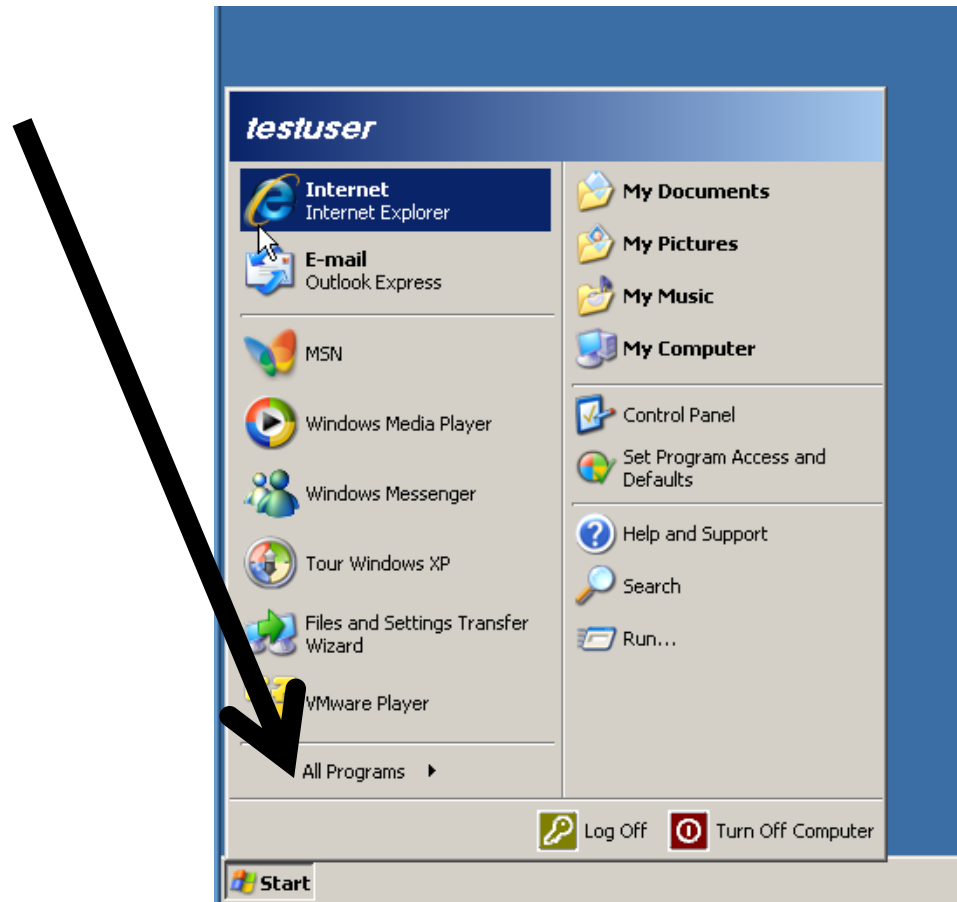 testuser
Internet
Internet Explorer
E-mail
Outlook Express
MSN
Windows Media Player
Windows Messenger
Tour Windows XP
Files and Settings Transfer
Wizard
VMware Player
All Programs
My Documents
My Pictures
My Music
My Computer
Control Panel
Set Program Access and
Defaults
Help and Support
Search
Run...
Log Off
Turn Off Computer
Start